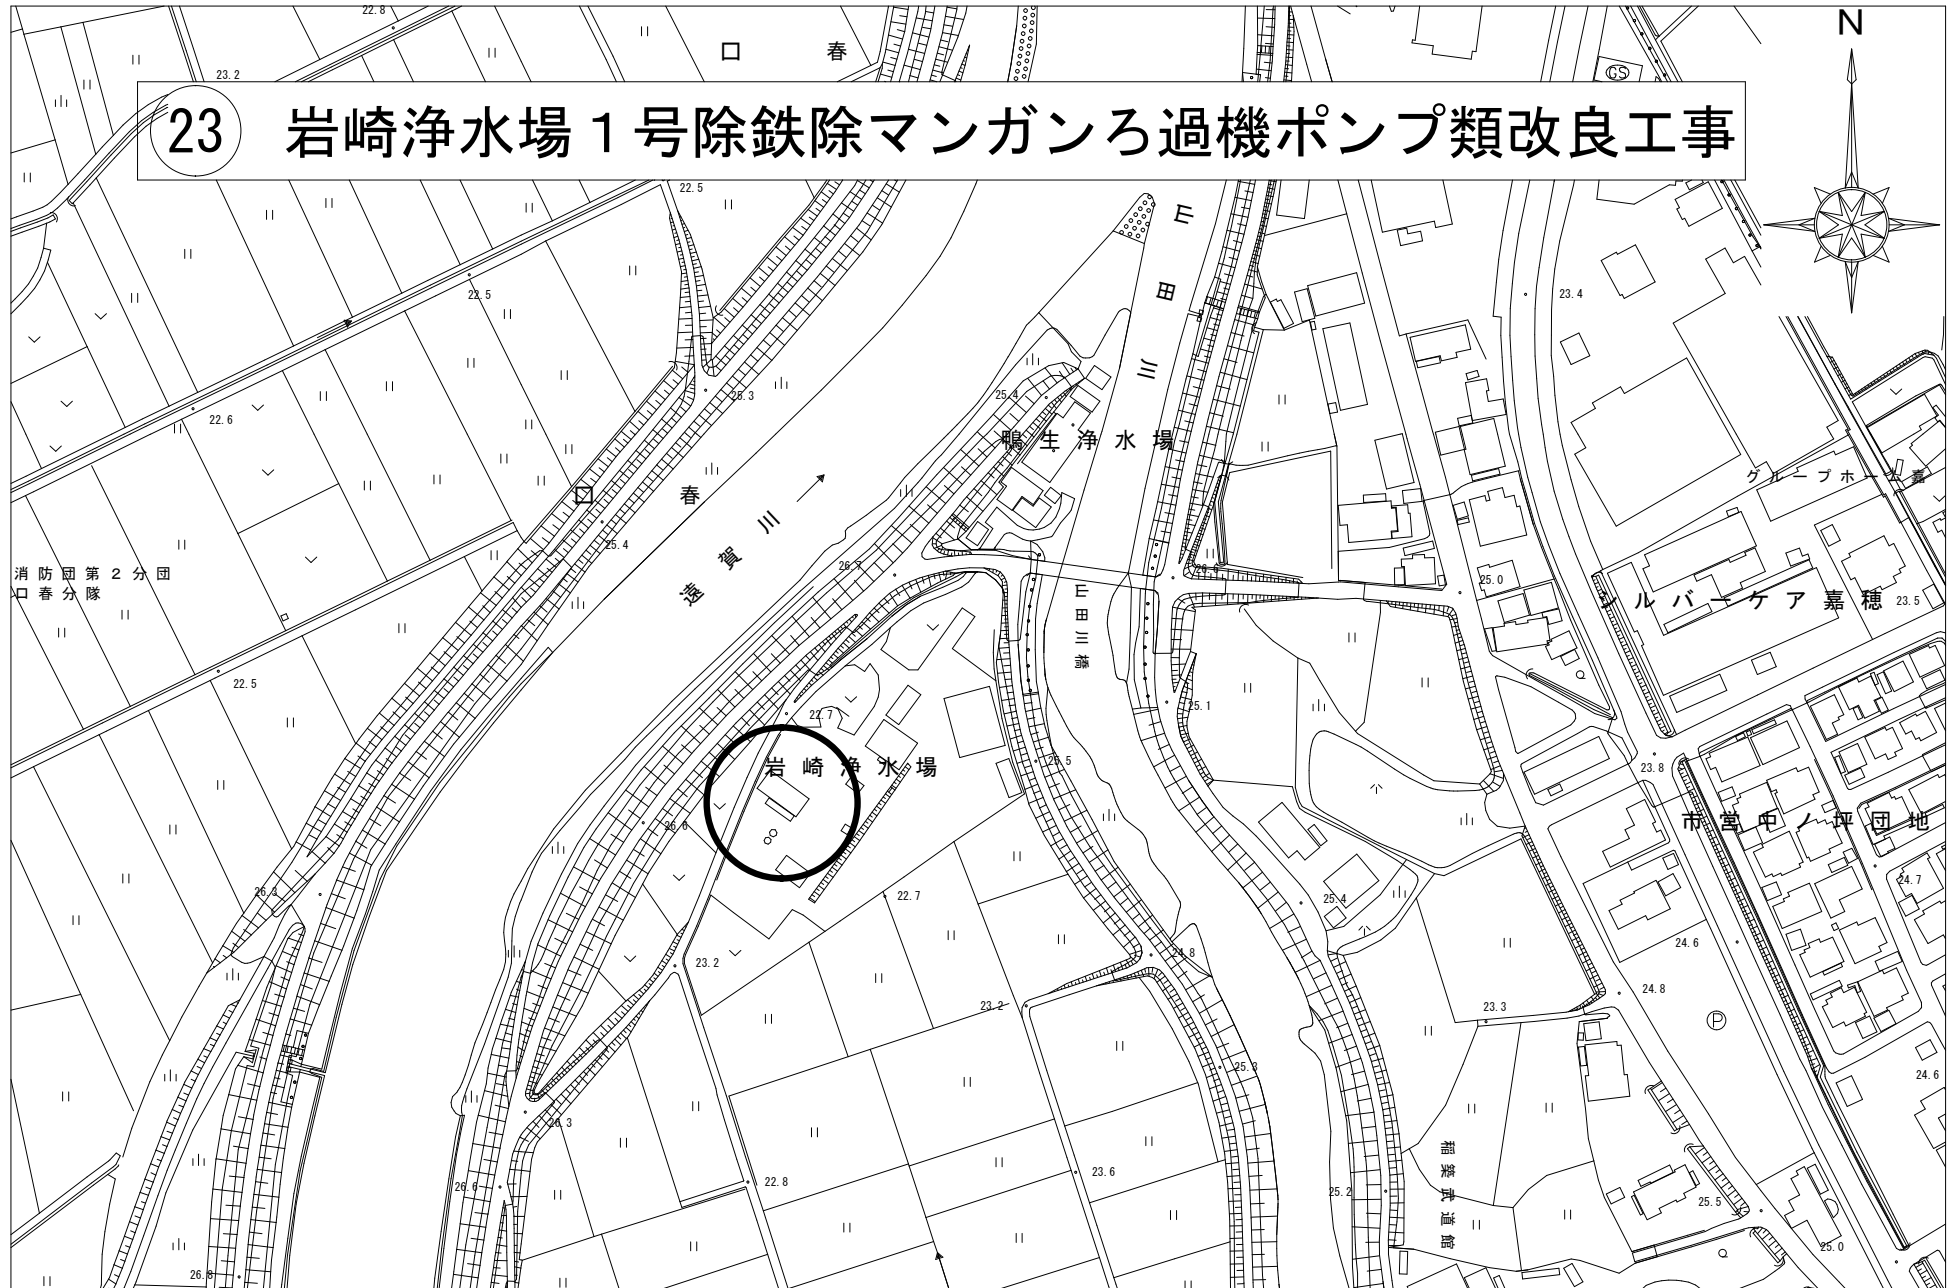 22.8
口 春
N
GS
23.2
23 岩崎浄水場1号除鉄除マンガンろ過機ポンプ類改良工事
22.5
山田川
22.5
23.4
22.6
25.3
25.4
鴨生浄水場
グループホーム嘉
口 春
遠賀川
25.4
26.7
消防団第2分団
口春分隊
25.0
シルバーケア嘉穂
23.5
山田川橋
22.5
22.7
25.1
25.5
岩崎浄水場
23.8
26.6
市営中ノ坪団地
26.3
22.7
25.4
24.7
24.6
24.8
23.2
24.8
23.2
23.3
P
25.3
24.6
26.3
稲築武道館
26.6
22.8
23.6
25.2
25.5
25.0
26.8